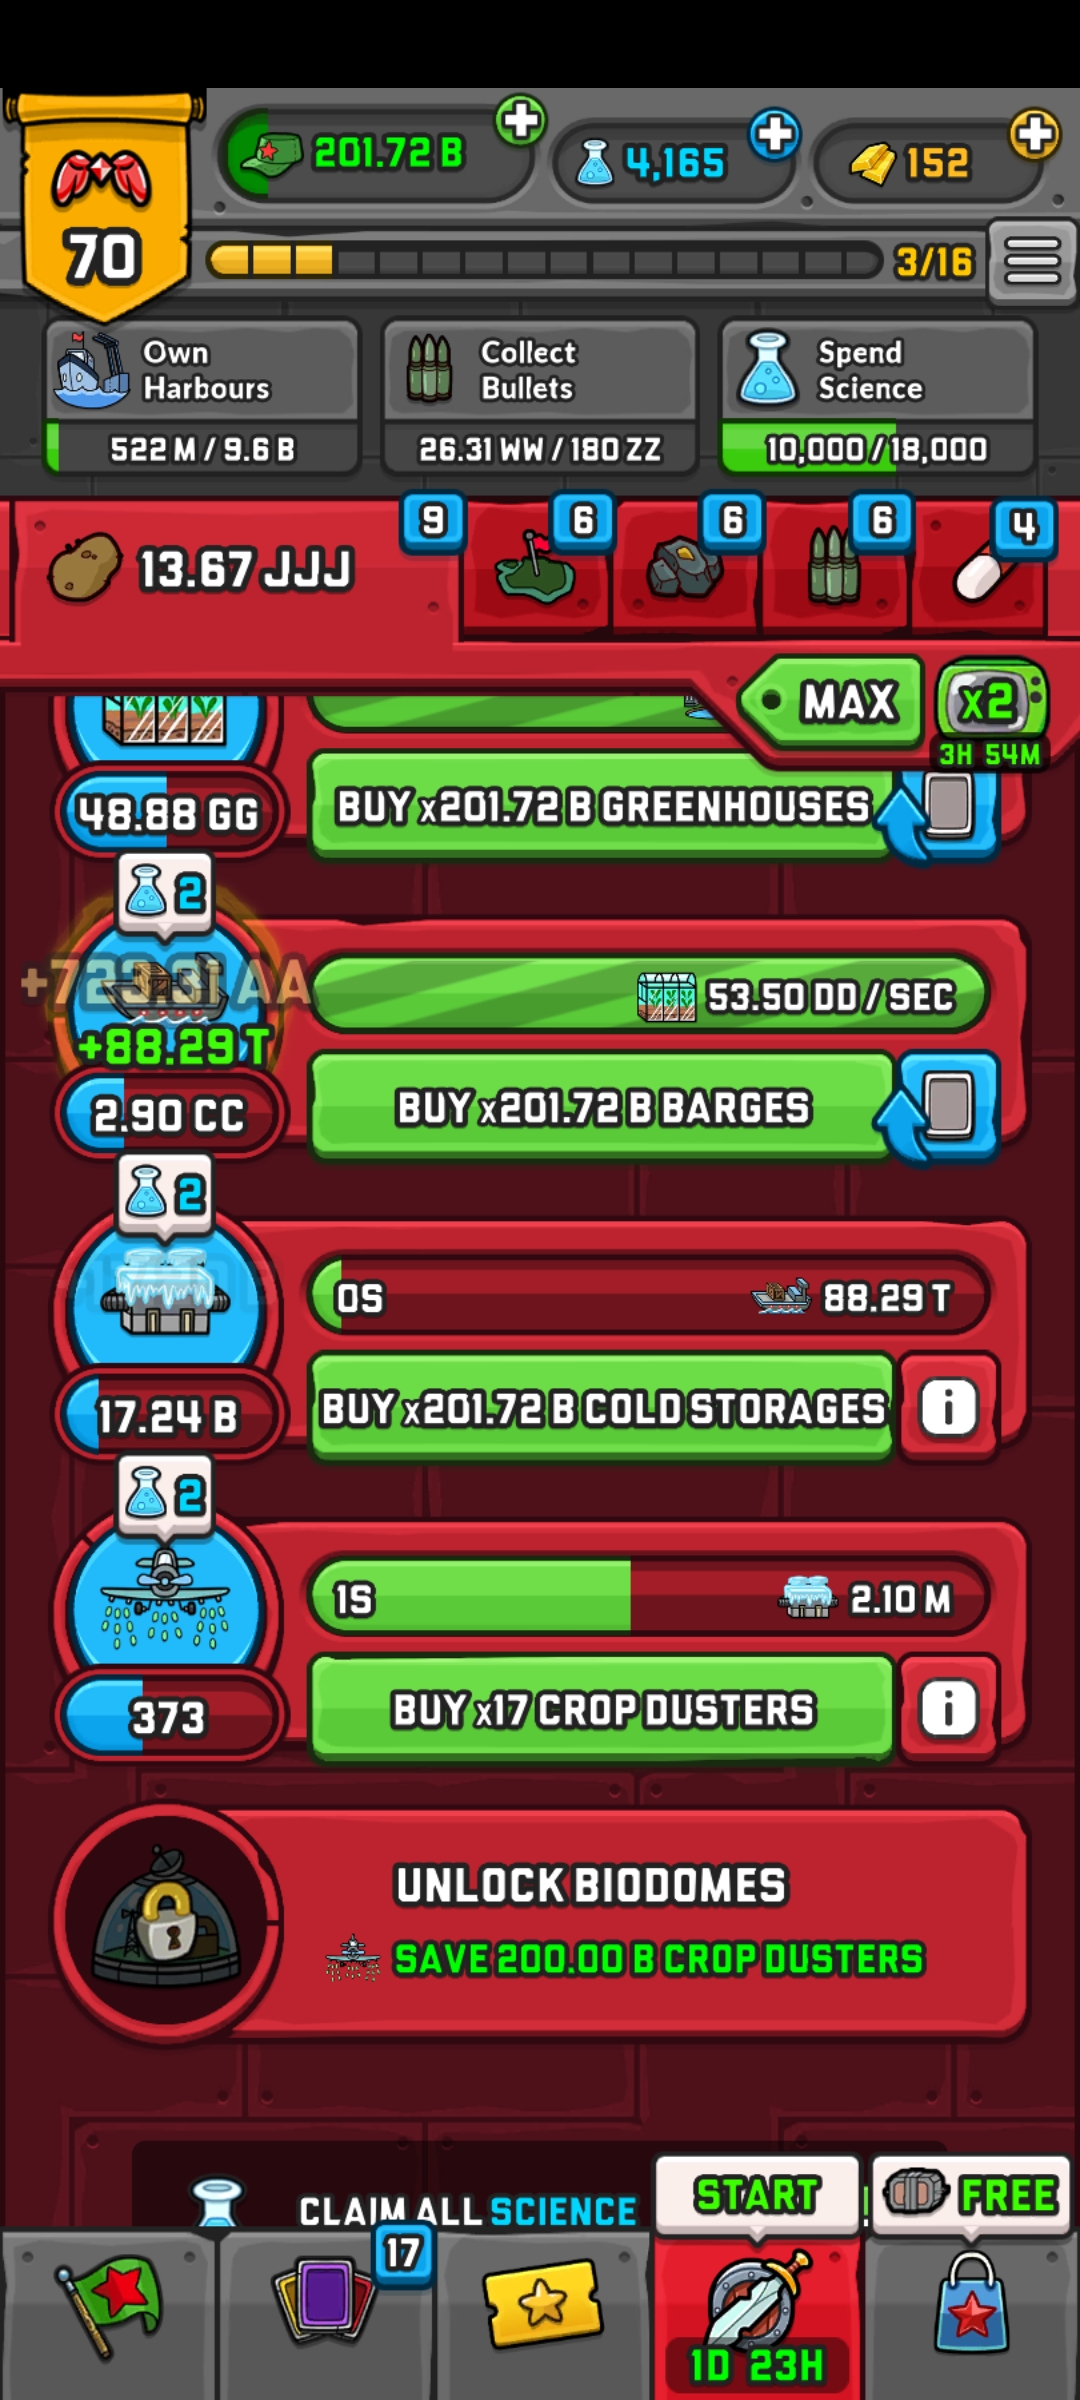 201.72 B
4,165
152
70
3/16
Own
Harbours
522 M / 9.6 B
Collect
Bullets
26.31 WW / 180 ZZ
Spend
Science
10,000 / 18,000
13.67 JJJ
9
6
6
6
4
MAX
x2
3H 54M
48.88 GG
BUY x201.72 B GREENHOUSES
2
+723.31 AA
+88.29 T
53.50 DD / SEC
2.90 CC
BUY x201.72 B BARGES
2
0S
88.29 T
17.24 B
BUY x201.72 B COLD STORAGES
i
2
1S
2.10 M
373
BUY x17 CROP DUSTERS
i
UNLOCK BIODOMES
SAVE 200.00 B CROP DUSTERS
CLAIM ALL SCIENCE
START
FREE
17
1D 23H